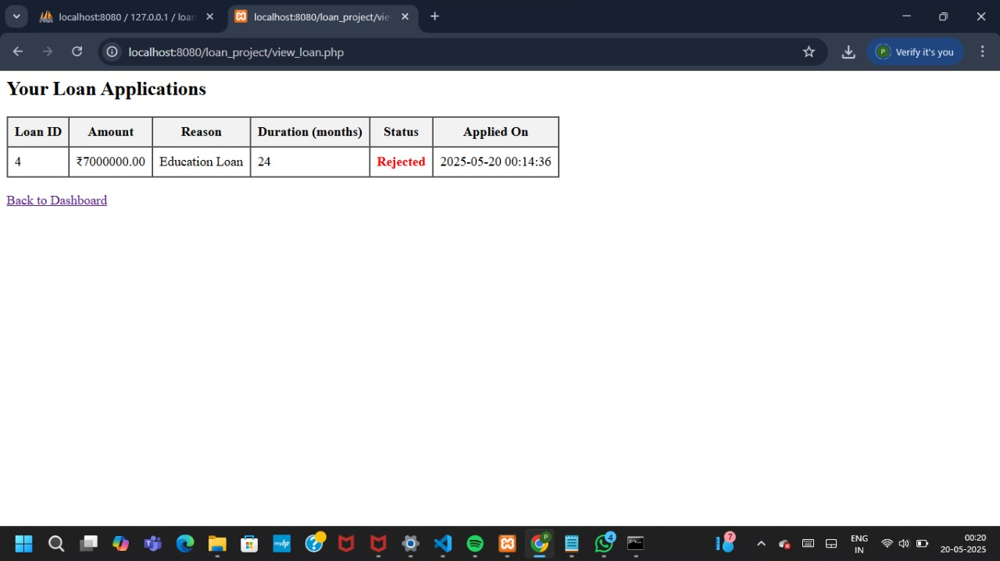 localhost:8080 / 127.0.0.1 / loan
localhost:8080/loan_project/vie
localhost:8080/loan_project/view_loan.php
P
Verify it's you
Your Loan Applications
Loan ID Amount Reason Duration (months) Status Applied On
4 ₹7000000.00 Education Loan 24 Rejected 2025-05-20 00:14:36
Back to Dashboard
myhp
P
4
7
ENG
IN
00:20
20-05-2025